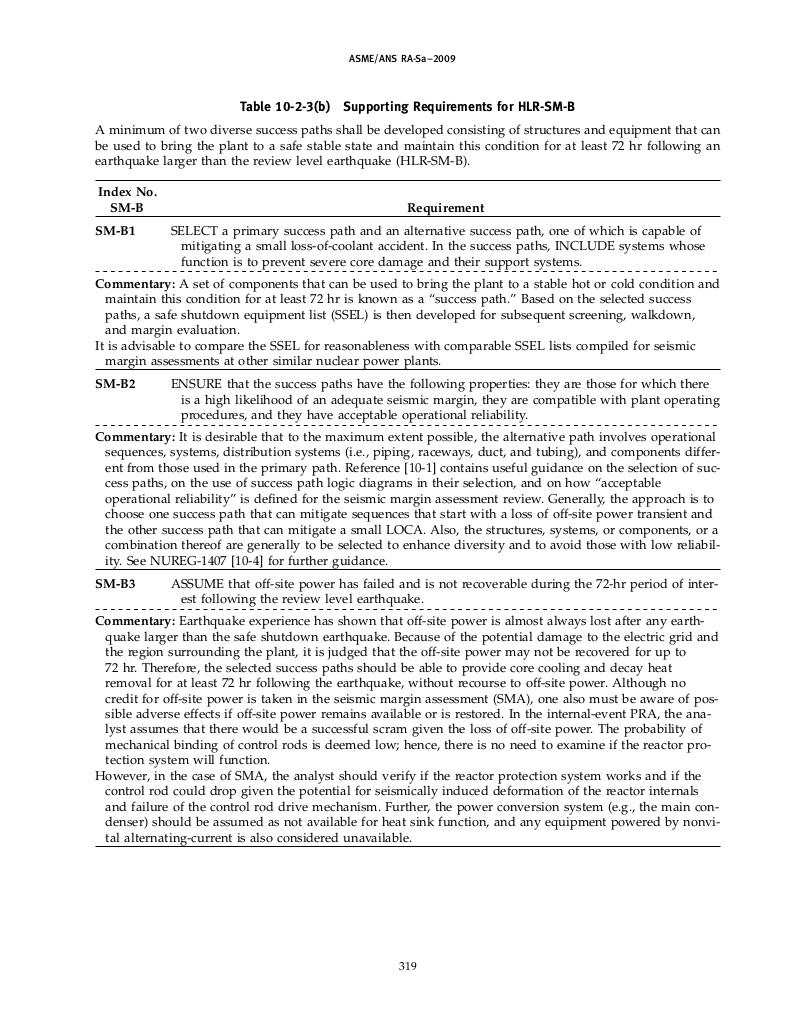 ASME/ANS RA-Sa–2009
Table 10-2-3(b) Supporting Requirements for HLR-SM-B
A minimum of two diverse success paths shall be developed consisting of structures and equipment that can
be used to bring the plant to a safe stable state and maintain this condition for at least 72 hr following an
earthquake larger than the review level earthquake (HLR-SM-B).
Index No.
SM-B Requirement
SM-B1 SELECT a primary success path and an alternative success path, one of which is capable of
mitigating a small loss-of-coolant accident. In the success paths, INCLUDE systems whose
function is to prevent severe core damage and their support systems.
Commentary: A set of components that can be used to bring the plant to a stable hot or cold condition and
maintain this condition for at least 72 hr is known as a “success path.” Based on the selected success
paths, a safe shutdown equipment list (SSEL) is then developed for subsequent screening, walkdown,
and margin evaluation.
It is advisable to compare the SSEL for reasonableness with comparable SSEL lists compiled for seismic
margin assessments at other similar nuclear power plants.
SM-B2 ENSURE that the success paths have the following properties: they are those for which there
is a high likelihood of an adequate seismic margin, they are compatible with plant operating
procedures, and they have acceptable operational reliability.
Commentary: It is desirable that to the maximum extent possible, the alternative path involves operational
sequences, systems, distribution systems (i.e., piping, raceways, duct, and tubing), and components differ-
ent from those used in the primary path. Reference [10-1] contains useful guidance on the selection of suc-
cess paths, on the use of success path logic diagrams in their selection, and on how “acceptable
operational reliability” is defined for the seismic margin assessment review. Generally, the approach is to
choose one success path that can mitigate sequences that start with a loss of off-site power transient and
the other success path that can mitigate a small LOCA. Also, the structures, systems, or components, or a
combination thereof are generally to be selected to enhance diversity and to avoid those with low reliabil-
ity. See NUREG-1407 [10-4] for further guidance.
SM-B3 ASSUME that off-site power has failed and is not recoverable during the 72-hr period of inter-
est following the review level earthquake.
Commentary: Earthquake experience has shown that off-site power is almost always lost after any earth-
quake larger than the safe shutdown earthquake. Because of the potential damage to the electric grid and
the region surrounding the plant, it is judged that the off-site power may not be recovered for up to
72 hr. Therefore, the selected success paths should be able to provide core cooling and decay heat
removal for at least 72 hr following the earthquake, without recourse to off-site power. Although no
credit for off-site power is taken in the seismic margin assessment (SMA), one also must be aware of pos-
sible adverse effects if off-site power remains available or is restored. In the internal-event PRA, the ana-
lyst assumes that there would be a successful scram given the loss of off-site power. The probability of
mechanical binding of control rods is deemed low; hence, there is no need to examine if the reactor pro-
tection system will function.
However, in the case of SMA, the analyst should verify if the reactor protection system works and if the
control rod could drop given the potential for seismically induced deformation of the reactor internals
and failure of the control rod drive mechanism. Further, the power conversion system (e.g., the main con-
denser) should be assumed as not available for heat sink function, and any equipment powered by nonvi-
tal alternating-current is also considered unavailable.
319